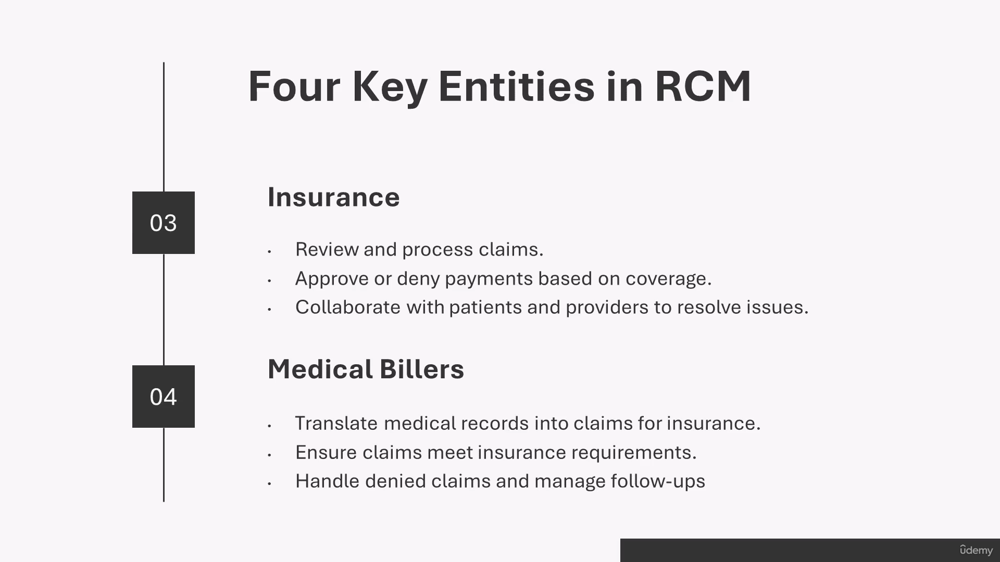 Four Key Entities in RCM
03
Insurance
• Review and process claims.
• Approve or deny payments based on coverage.
• Collaborate with patients and providers to resolve issues.
04
Medical Billers
• Translate medical records into claims for insurance.
• Ensure claims meet insurance requirements.
• Handle denied claims and manage follow-ups
udemy